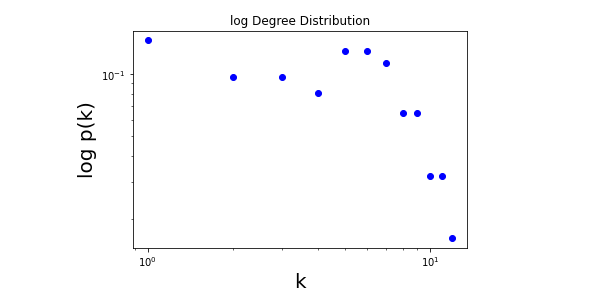 log Degree Distribution
10⁻¹
log p(k)
10⁰ 10¹
k